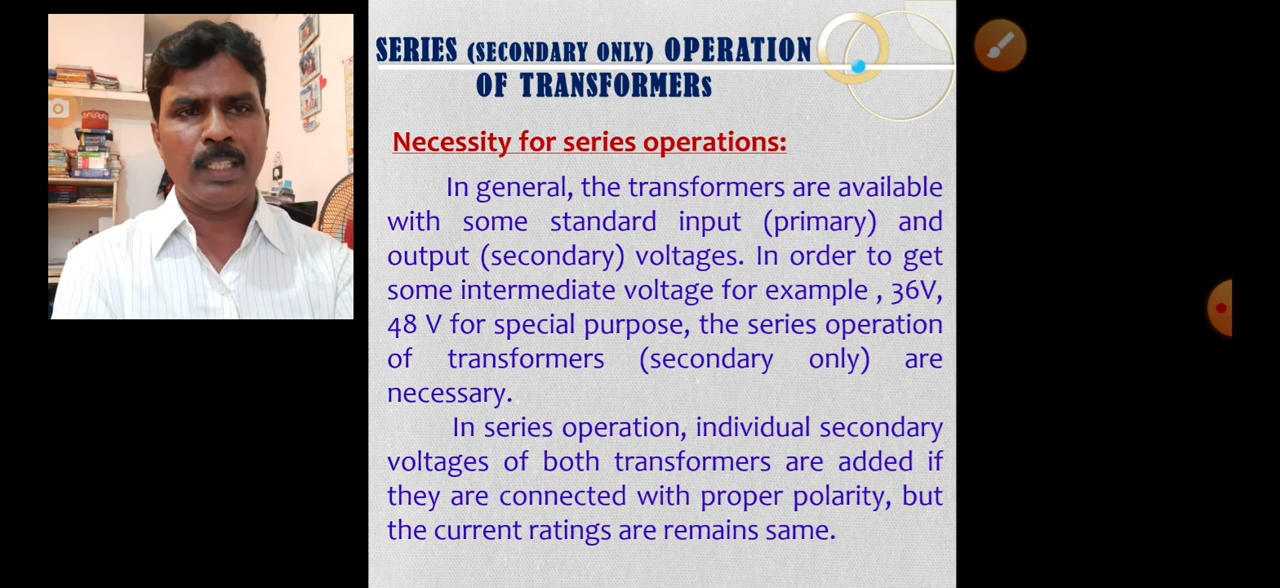 SERIES (SECONDARY ONLY) OPERATION
OF TRANSFORMERS
Necessity for series operations:
In general, the transformers are available
with some standard input (primary) and
output (secondary) voltages. In order to get
some intermediate voltage for example , 36V,
48 V for special purpose, the series operation
of transformers (secondary only) are
necessary.
In series operation, individual secondary
voltages of both transformers are added if
they are connected with proper polarity, but
the current ratings are remains same.